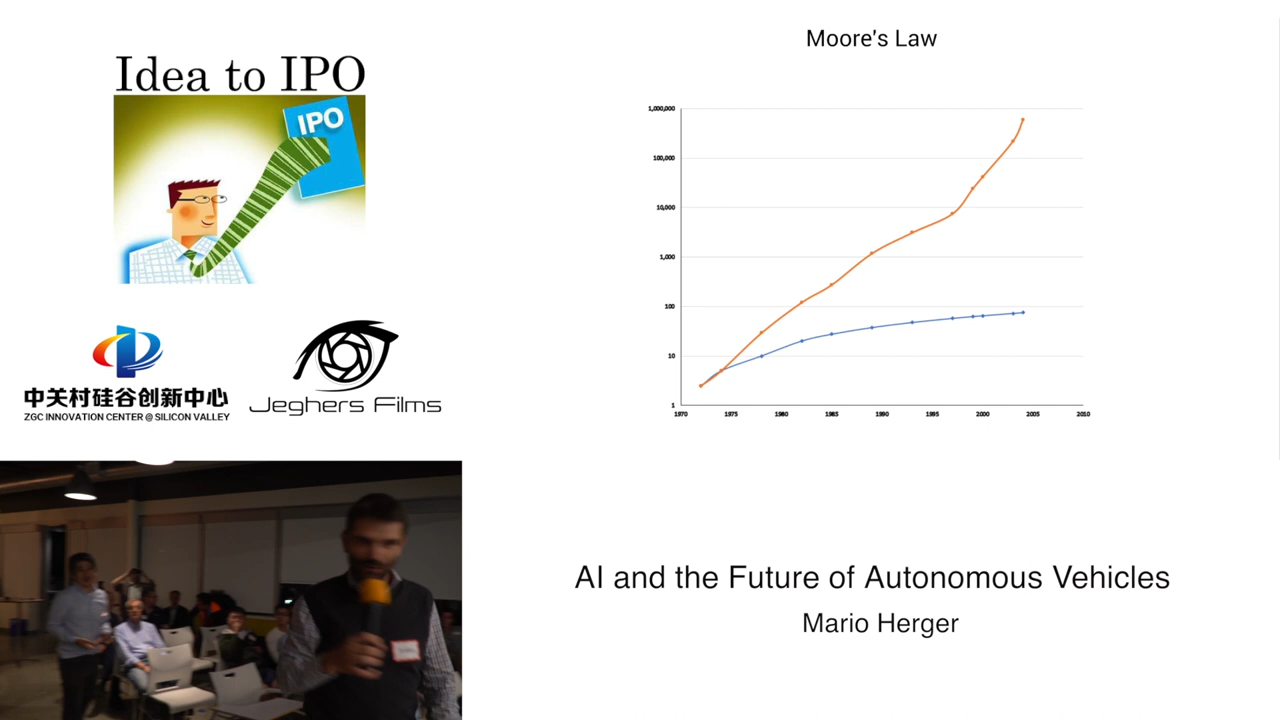 Idea to IPO
IPO
中关村硅谷创新中心
ZGC INNOVATION CENTER @ SILICON VALLEY
Jeghers Films
Moore's Law
1,000,000
100,000
10,000
1,000
100
10
1
1970 1975 1980 1985 1990 1995 2000 2005 2010
AI and the Future of Autonomous Vehicles
Mario Herger